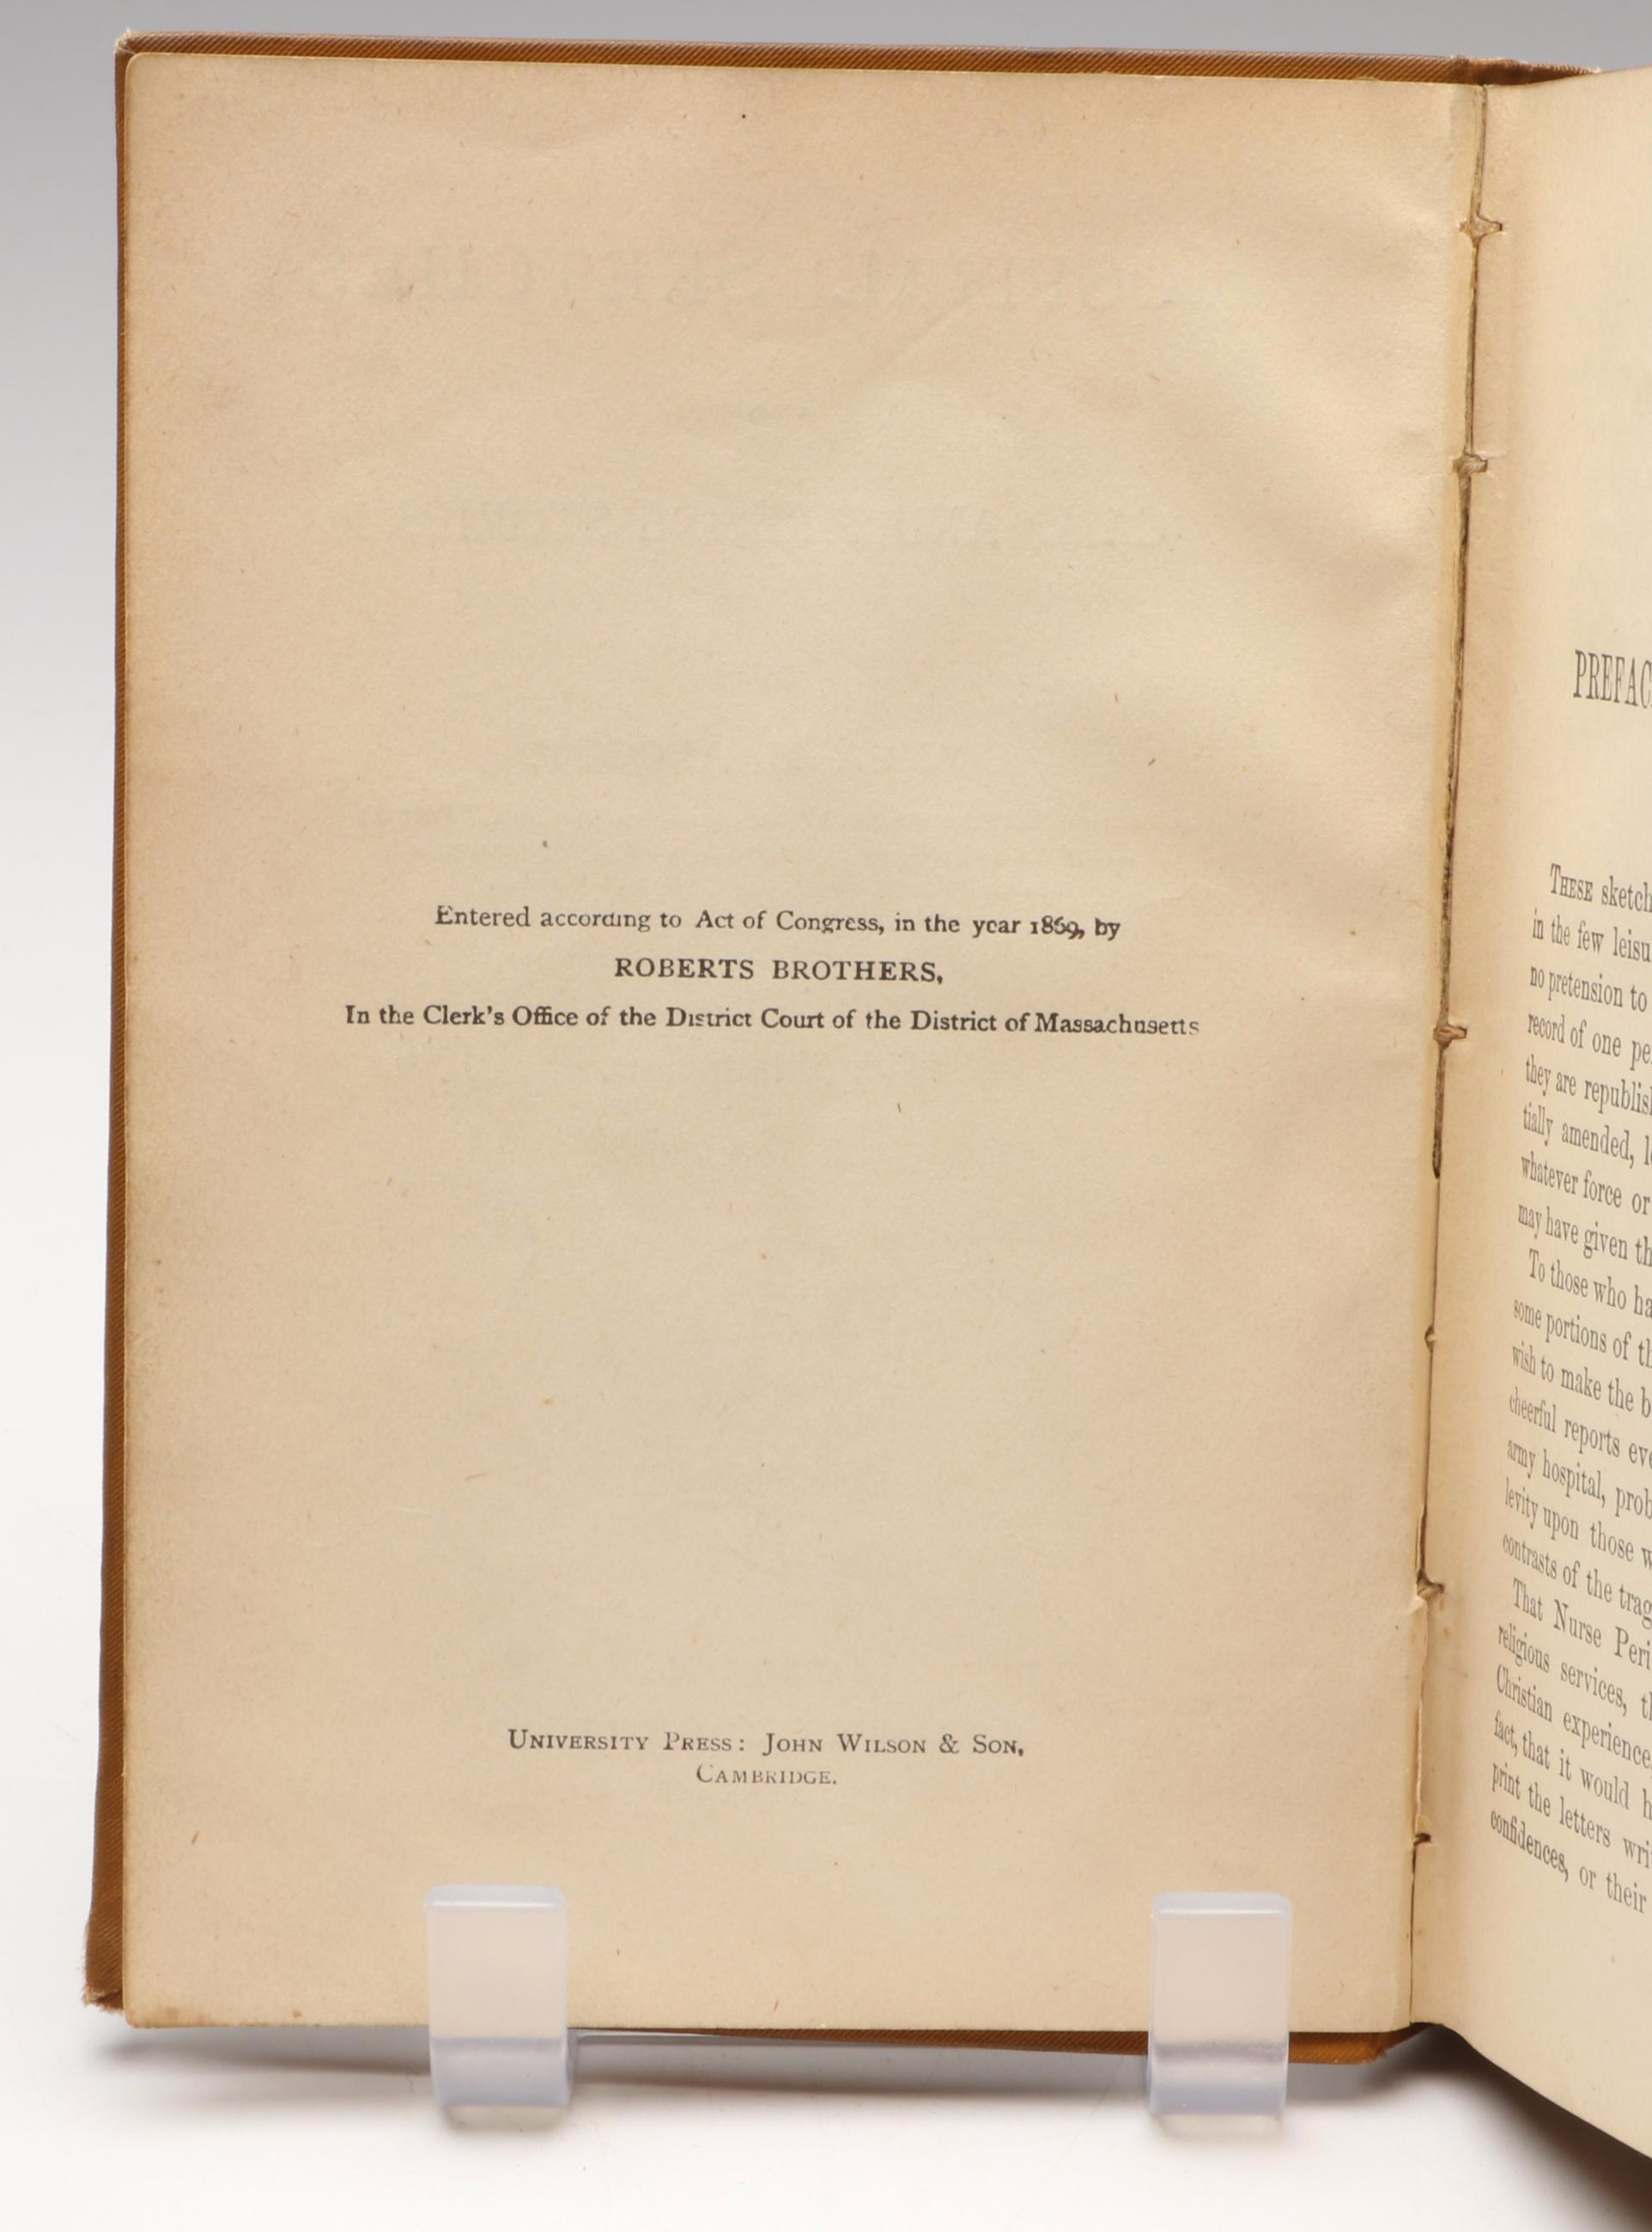 Entered according to Act of Congress, in the year 1869, by
ROBERTS BROTHERS,
In the Clerk's Office of the District Court of the District of Massachusetts
UNIVERSITY PRESS: JOHN WILSON & SON,
CAMBRIDGE.
PREFAC
THESE sketch
in the few leisu
no pretension to
record of one pe
they are republis
tially amended, l
whatever force or
may have given th
To those who ha
some portions of th
wish to make the b
cheerful reports eve
army hospital, prob
levity upon those w
contrasts of the trag
That Nurse Peri
religious services, t
Christian experience
fact, that it would h
print the letters wri
confidences, or their